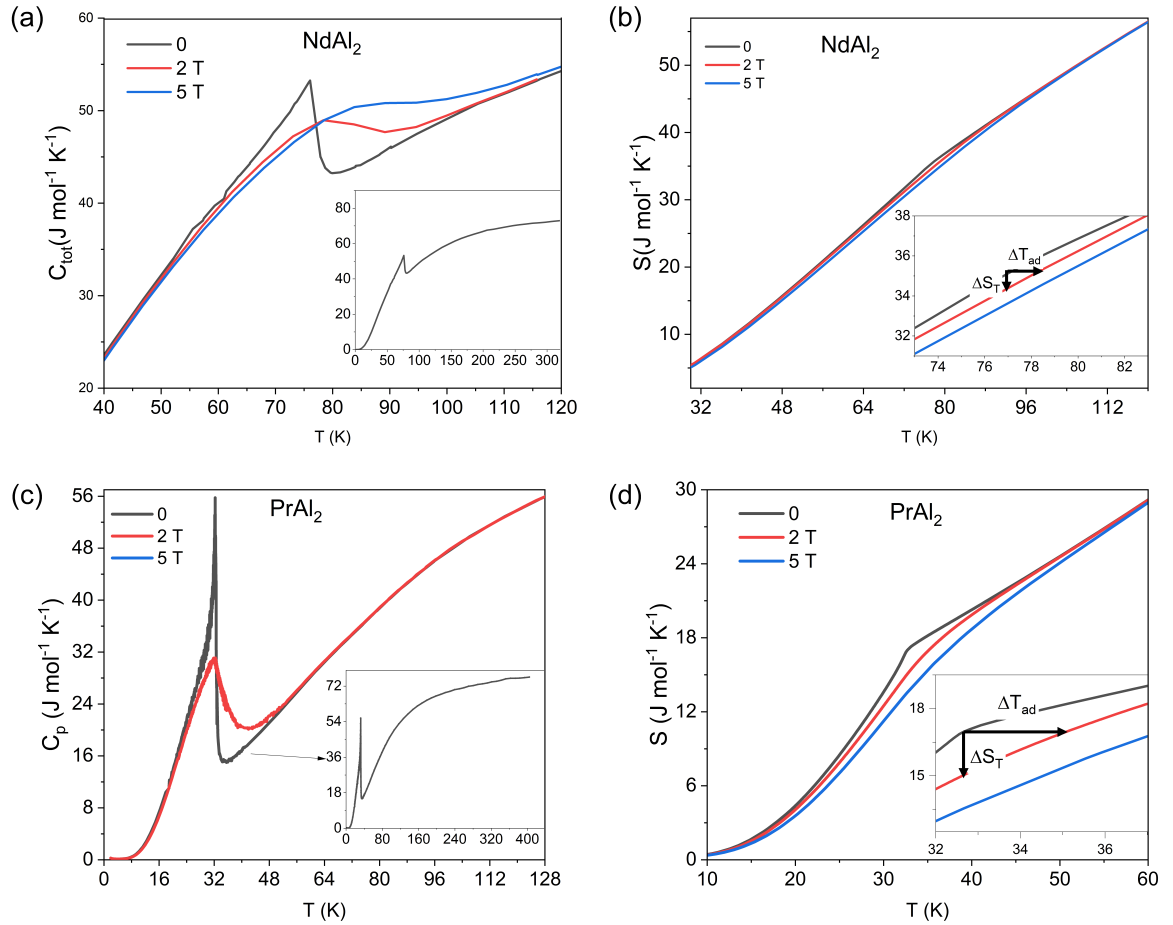 (a)
NdAl2
0
2 T
5 T
60
50
40
30
20
Ctot(J mol-1 K-1)
40 50 60 70 80 90 100 110 120
T (K)
80
60
40
20
0
0 50 100 150 200 250 300
(b)
NdAl2
0
2 T
5 T
50
40
30
20
10
S(J mol-1 K-1)
32 48 64 80 96 112
T (K)
38
36
34
32
ΔTad
ΔST
74 76 78 80 82
(c)
PrAl2
0
2 T
5 T
56
48
40
32
24
16
8
0
Cp (J mol-1 K-1)
0 16 32 48 64 80 96 112 128
T (K)
72
54
36
18
0
0 80 160 240 320 400
(d)
PrAl2
0
2 T
5 T
30
24
18
12
6
0
S (J mol-1 K-1)
10 20 30 40 50 60
T (K)
18
15
ΔTad
ΔST
32 34 36